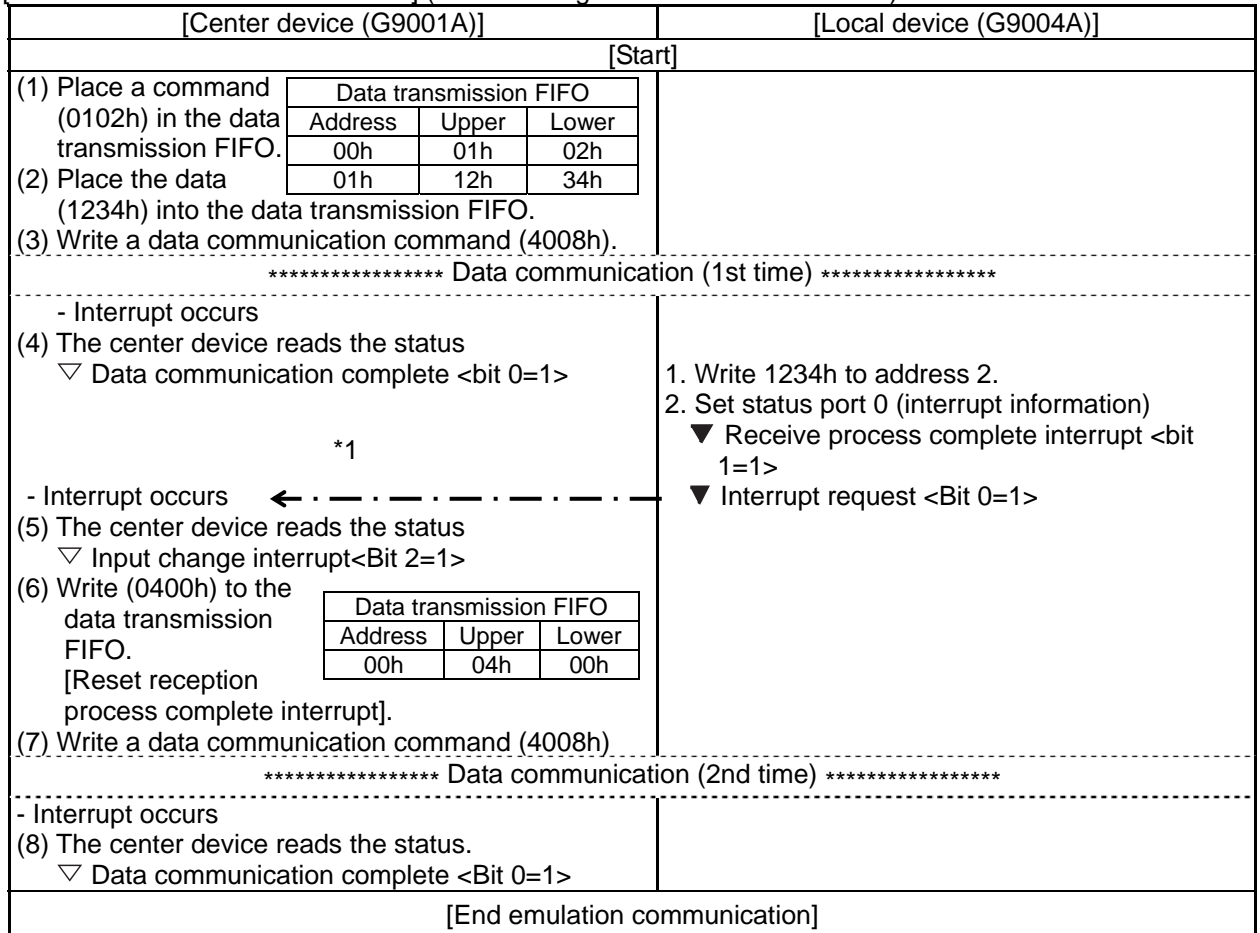 [Center device (G9001A)] [Local device (G9004A)]
[Start]
(1) Place a command
(0102h) in the data
transmission FIFO.
(2) Place the data
(1234h) into the data transmission FIFO.
Data transmission FIFO
Address Upper Lower
00h 01h 02h
01h 12h 34h
(3) Write a data communication command (4008h).
***************** Data communication (1st time) *****************
- Interrupt occurs
(4) The center device reads the status
▽ Data communication complete <bit 0=1>
*1
1. Write 1234h to address 2.
2. Set status port 0 (interrupt information)
▼ Receive process complete interrupt <bit
1=1>
▼ Interrupt request <Bit 0=1>
- Interrupt occurs
(5) The center device reads the status
▽ Input change interrupt<Bit 2=1>
(6) Write (0400h) to the
data transmission
FIFO.
[Reset reception
process complete interrupt].
Data transmission FIFO
Address Upper Lower
00h 04h 00h
(7) Write a data communication command (4008h)
***************** Data communication (2nd time) *****************
- Interrupt occurs
(8) The center device reads the status.
▽ Data communication complete <Bit 0=1>
[End emulation communication]